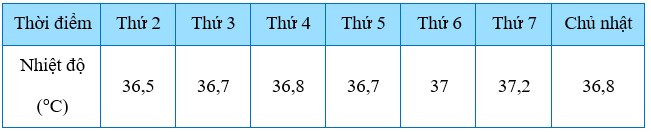 Thời điểm Thứ 2 Thứ 3 Thứ 4 Thứ 5 Thứ 6 Thứ 7 Chủ nhật
Nhiệt độ
(°C) 36,5 36,7 36,8 36,7 37 37,2 36,8